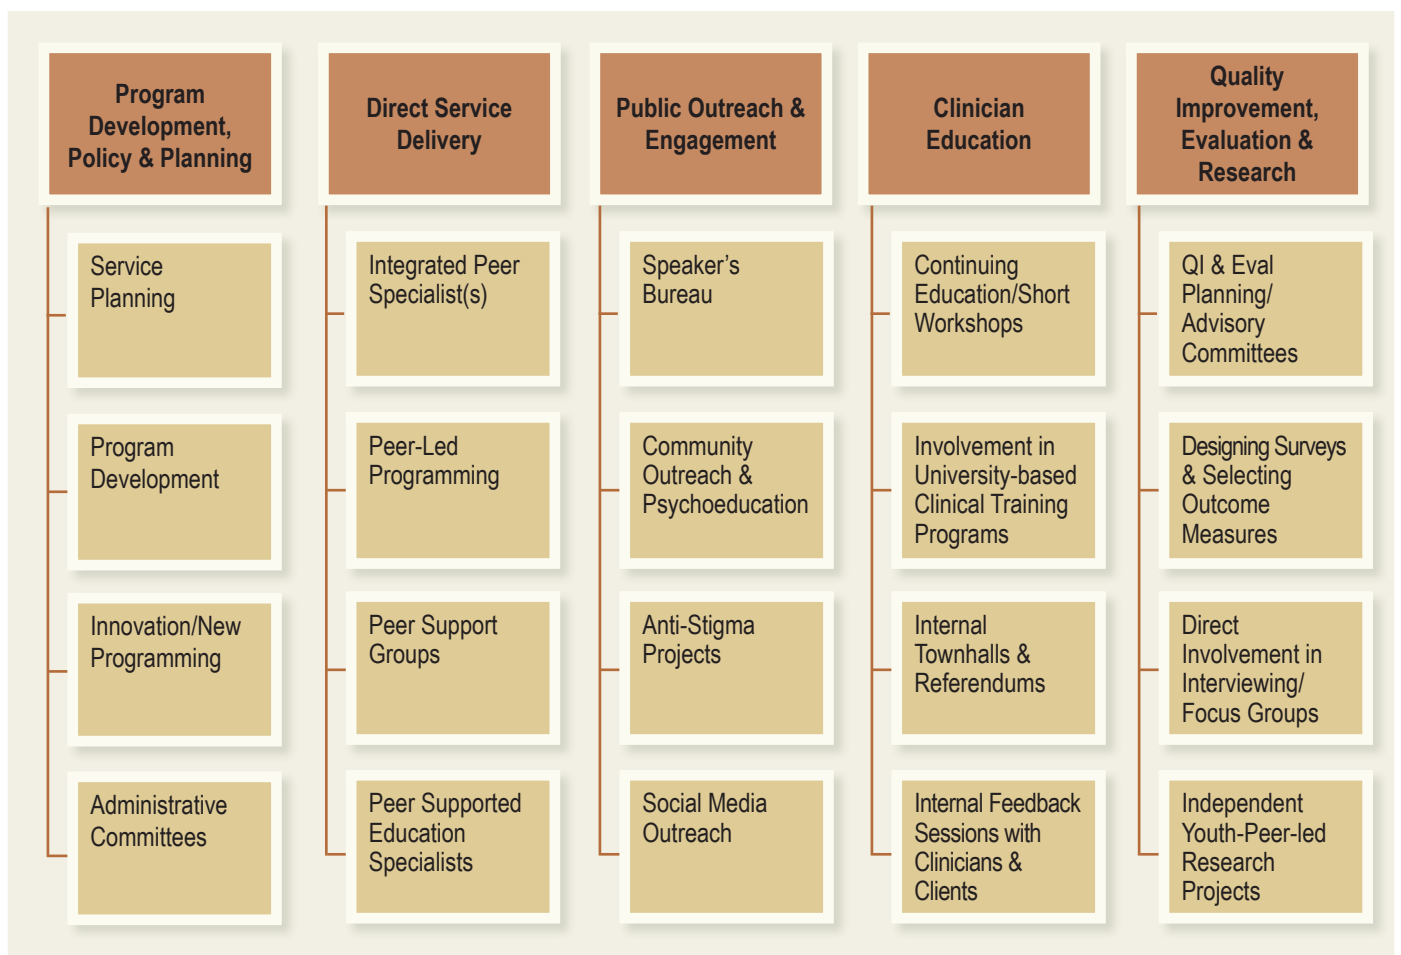 Program
Development,
Policy & Planning
Service
Planning
Program
Development
Innovation/New
Programming
Administrative
Committees
Direct Service
Delivery
Integrated Peer
Specialist(s)
Peer-Led
Programming
Peer Support
Groups
Peer Supported
Education
Specialists
Public Outreach &
Engagement
Speaker’s
Bureau
Community
Outreach &
Psychoeducation
Anti-Stigma
Projects
Social Media
Outreach
Clinician
Education
Continuing
Education/Short
Workshops
Involvement in
University-based
Clinical Training
Programs
Internal
Townhalls &
Referendums
Internal Feedback
Sessions with
Clinicians &
Clients
Quality
Improvement,
Evaluation &
Research
QI & Eval
Planning/
Advisory
Committees
Designing Surveys
& Selecting
Outcome
Measures
Direct
Involvement in
Interviewing/
Focus Groups
Independent
Youth-Peer-led
Research
Projects